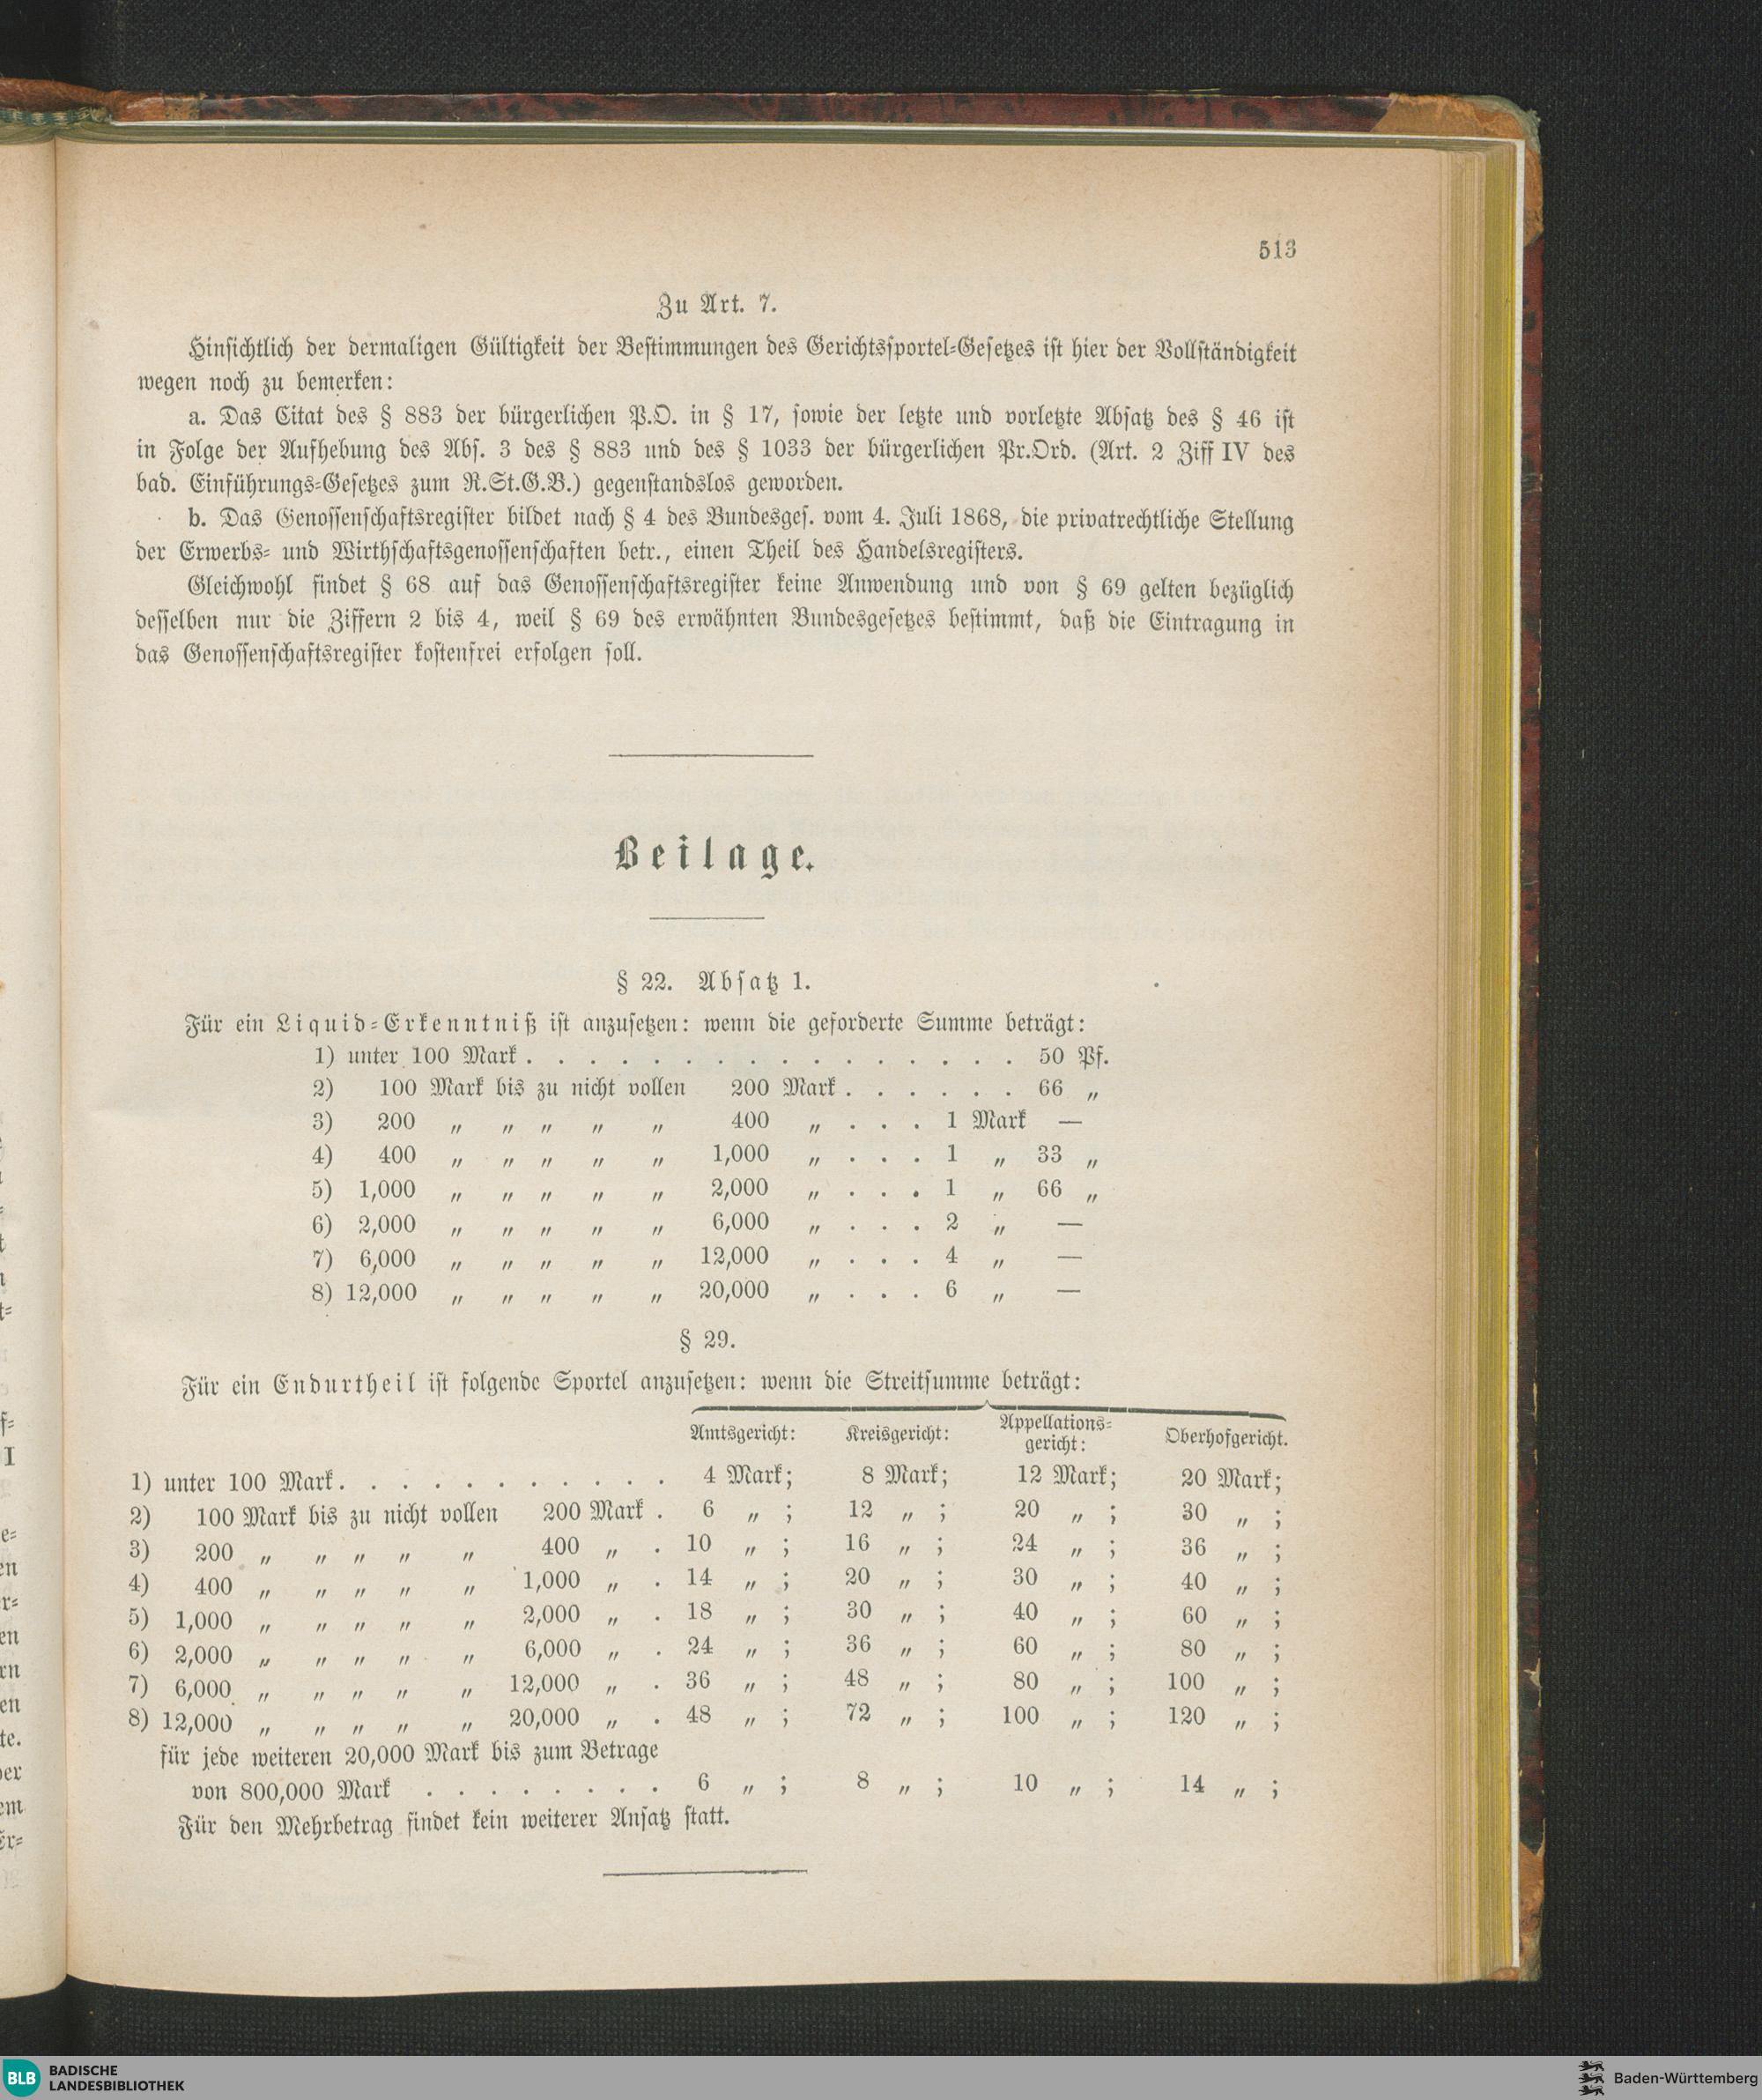 513
Zu Art. 7.
Hinsichtlich der dermaligen Gültigkeit der Bestimmungen des Gerichtssportel-Gesetzes ist hier der Vollständigkeit
wegen noch zu bemerken:
a. Das Citat des § 883 der bürgerlichen P.O. in § 17, sowie der letzte und vorletzte Absatz des § 46 ist
in Folge der Aufhebung des Abs. 3 des § 883 und des § 1033 der bürgerlichen Pr.Ord. (Art. 2 Ziff IV des
bad. Einführungs-Gesetzes zum R.St.G.B.) gegenstandslos geworden.
b. Das Genossenschaftsregister bildet nach § 4 des Bundesges. vom 4. Juli 1868, die privatrechtliche Stellung
der Erwerbs- und Wirthschaftsgenossenschaften betr., einen Theil des Handelsregisters.
Gleichwohl findet § 68 auf das Genossenschaftsregister keine Anwendung und von § 69 gelten bezüglich
desselben nur die Ziffern 2 bis 4, weil § 69 des erwähnten Bundesgesetzes bestimmt, daß die Eintragung in
das Genossenschaftsregister kostenfrei erfolgen soll.
Beilage.
§ 22. Absatz 1.
Für ein Liquid-Erkenntniß ist anzusetzen: wenn die geforderte Summe beträgt:
1) unter 100 Mark . . . . . . . . . . . . . . . . 50 Pf.
2) 100 Mark bis zu nicht vollen 200 Mark . . . . . . 66 „
3) 200 „ „ „ „ „ 400 „ . . . 1 Mark —
4) 400 „ „ „ „ „ 1,000 „ . . . 1 „ 33 „
5) 1,000 „ „ „ „ „ 2,000 „ . . . 1 „ 66 „
6) 2,000 „ „ „ „ „ 6,000 „ . . . 2 „ —
7) 6,000 „ „ „ „ „ 12,000 „ . . . 4 „ —
8) 12,000 „ „ „ „ „ 20,000 „ . . . 6 „ —
§ 29.
Für ein Endurtheil ist folgende Sportel anzusetzen: wenn die Streitsumme beträgt:
Amtsgericht: Kreisgericht: Appellations-
gericht: Oberhofgericht.
1) unter 100 Mark . . . . . . . . . . . 4 Mark; 8 Mark; 12 Mark; 20 Mark;
2) 100 Mark bis zu nicht vollen 200 Mark . 6 „ ; 12 „ ; 20 „ ; 30 „ ;
3) 200 „ „ „ „ „ 400 „ . 10 „ ; 16 „ ; 24 „ ; 36 „ ;
4) 400 „ „ „ „ „ 1,000 „ . 14 „ ; 20 „ ; 30 „ ; 40 „ ;
5) 1,000 „ „ „ „ „ 2,000 „ . 18 „ ; 30 „ ; 40 „ ; 60 „ ;
6) 2,000 „ „ „ „ „ 6,000 „ . 24 „ ; 36 „ ; 60 „ ; 80 „ ;
7) 6,000 „ „ „ „ „ 12,000 „ . 36 „ ; 48 „ ; 80 „ ; 100 „ ;
8) 12,000 „ „ „ „ „ 20,000 „ . 48 „ ; 72 „ ; 100 „ ; 120 „ ;
für jede weiteren 20,000 Mark bis zum Betrage
von 800,000 Mark . . . . . . . . 6 „ ; 8 „ ; 10 „ ; 14 „ ;
Für den Mehrbetrag findet kein weiterer Ansatz statt.
BLB BADISCHE
LANDESBIBLIOTHEK
Baden-Württemberg